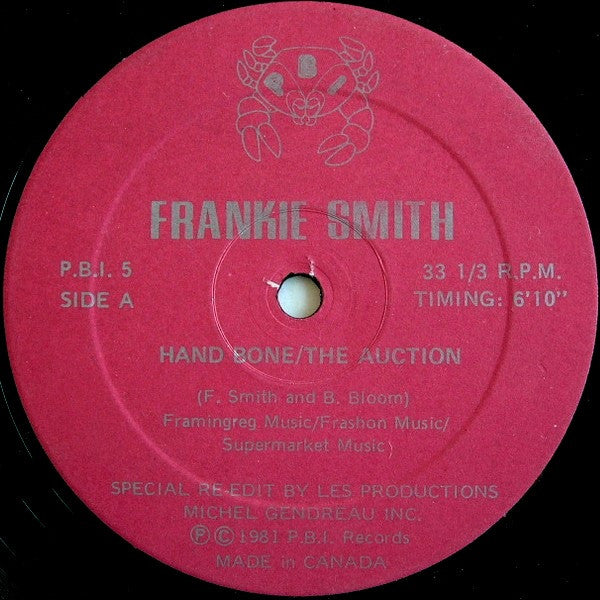 P B I
FRANKIE SMITH
P.B.I. 5
SIDE A
33 1/3 R.P.M.
TIMING: 6'10"
HAND BONE/THE AUCTION
(F. Smith and B. Bloom)
Framingreg Music/Frashon Music/
Supermarket Music)
SPECIAL RE-EDIT BY LES PRODUCTIONS
MICHEL GENDREAU INC.
Ⓟ © 1981 P.B.I. Records
MADE in CANADA